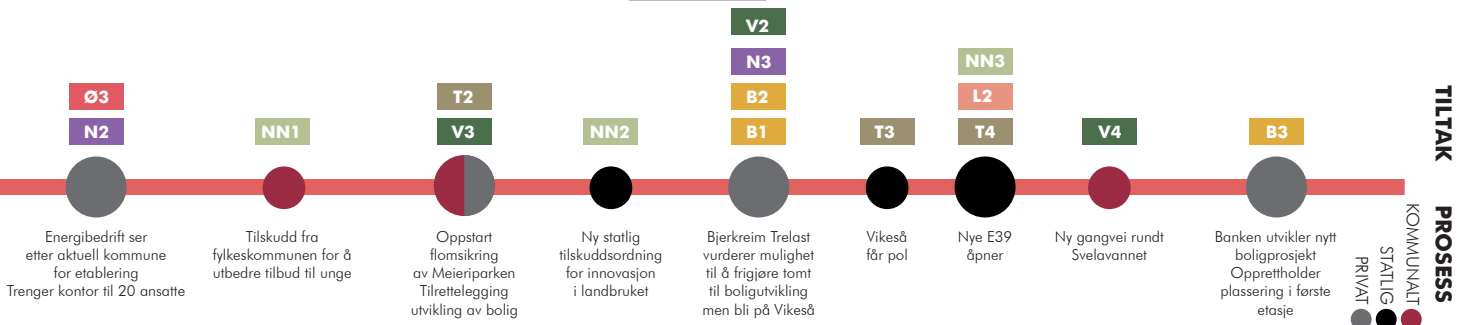 Ø3
N2
Energibedrift ser
etter aktuell kommune
for etablering
Trenger kontor til 20 ansatte
NN1
Tilskudd fra
fylkeskommunen for å
utbedre tilbud til unge
T2
V3
Oppstart
flomsikring
av Meieriparken
Tilrettelegging
utvikling av bolig
NN2
Ny statlig
tilskuddsordning
for innovasjon
i landbruket
V2
N3
B2
B1
Bjerkreim Trelast
vurderer mulighet
til å frigjøre tomt
til boligutvikling
men bli på Vikeså
T3
Vikeså
får pol
NN3
L2
T4
Nye E39
åpner
V4
Ny gangvei rundt
Svelavannet
B3
Banken utvikler nytt
boligprosjekt
Opprettholder
plassering i første
etasje
TILTAK
PROSESS
KOMMUNALT
STATLIG
PRIVAT